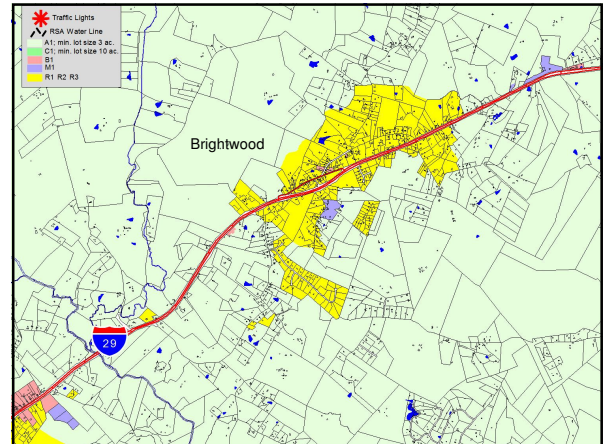 Traffic Lights
RSA Water Line
A1; min. lot size 3 ac.
C1; min. lot size 10 ac.
B1
M1
R1 R2 R3
Brightwood
29